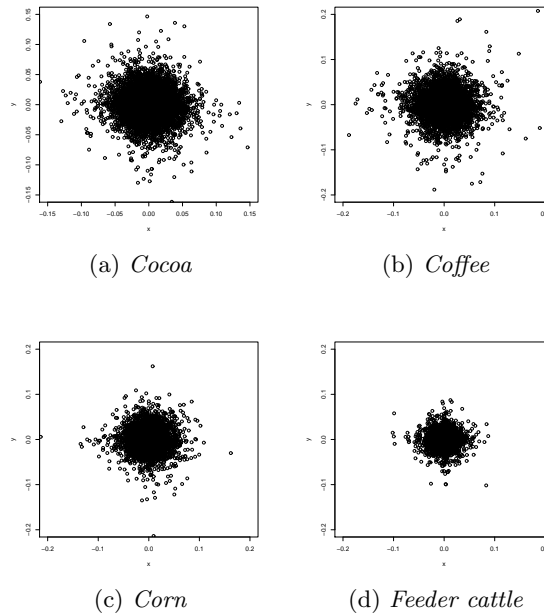 0.15
0.10
0.05
0.00
−0.05
−0.10
−0.15
y
−0.15 −0.10 −0.05 0.00 0.05 0.10 0.15
x
(a) Cocoa
0.2
0.1
0.0
−0.1
−0.2
y
−0.2 −0.1 0.0 0.1 0.2
x
(b) Coffee
0.2
0.1
0.0
−0.1
−0.2
y
−0.2 −0.1 0.0 0.1 0.2
x
(c) Corn
0.2
0.1
0.0
−0.1
−0.2
y
−0.2 −0.1 0.0 0.1 0.2
x
(d) Feeder cattle